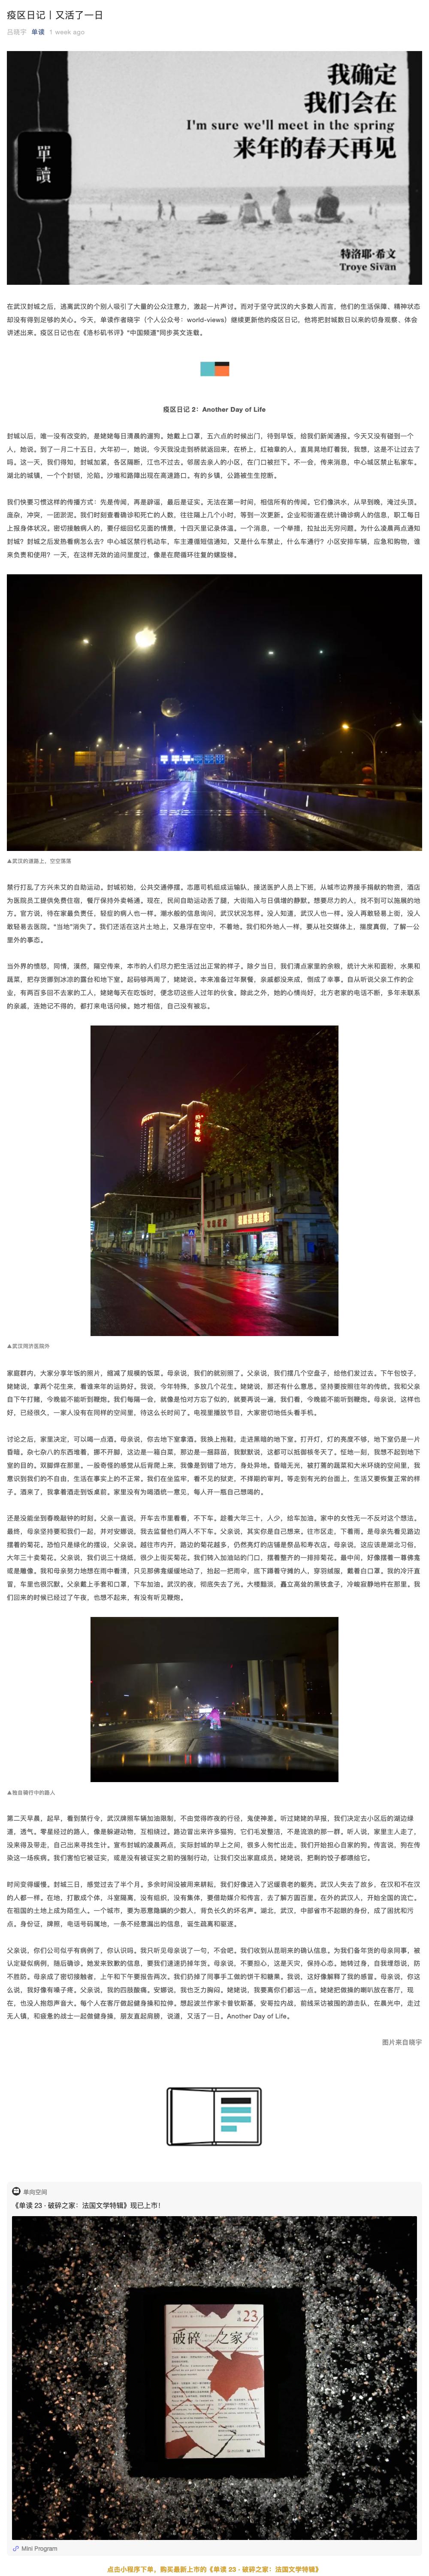 疫区日记丨又活了一日
吕晓宇 单读 1 week ago
我确定
我们会在
I'm sure we'll meet in the spring
来年的春天再见
單讀
特洛耶·希文
Troye Sivan
在武汉封城之后，逃离武汉的个别人吸引了大量的公众注意力，激起一片声讨。而对于坚守武汉的大多数人而言，他们的生活保障、精神状态
却没有得到足够的关心。今天，单读作者晓宇（个人公众号：world-views）继续更新他的疫区日记，他将把封城数日以来的切身观察、体会
讲述出来。疫区日记也在《洛杉矶书评》“中国频道”同步英文连载。
疫区日记 2：Another Day of Life
封城以后，唯一没有改变的，是姥姥每日清晨的遛狗。她戴上口罩，五六点的时候出门，待到早饭，给我们新闻通报。今天又没有碰到一个
人，她说。到了一月二十五日，大年初一，她说，今天我没走到桥就返回来，在桥上，红袖章的人，直晃晃地盯着我，我想，这是不让过去了
吗。这一天，我们得知，封城加紧，各区隔断，江也不过去。邻居去亲人的小区，在门口被拦下。不一会，传来消息，中心城区禁止私家车。
湖北的城镇，一个个封锁，沦陷。沙堆和路障出现在高速路口。有的乡镇，公路被生生挖断。
我们快要习惯这样的传播方式：先是传闻，再是辟谣，最后是证实。无法在第一时间，相信所有的传闻。它们像洪水，从早到晚，淹过头顶。
庞杂，冲突，一团淤泥。我们时刻查看确诊和死亡的人数，往往隔上几个小时，等到一次更新。企业和街道在统计确诊病人的信息，职工每日
上报身体状况。密切接触病人的，要仔细回忆见面的情景，十四天里记录体温。一个消息，一个举措，拉扯出无穷问题。为什么凌晨两点通知
封城？封城之后发热看病怎么去？中心城区禁行机动车，车主遵循短信通知，又是什么车禁止，什么车通行？小区安排车辆，应急和购物，谁
来负责和使用？一天，在这样无效的追问里度过，像是在爬循环往复的螺旋梯。
▲武汉的道路上，空空荡荡
禁行打乱了方兴未艾的自助运动。封城初始，公共交通停摆。志愿司机组成运输队，接送医护人员上下班，从城市边界接手捐献的物资，酒店
为医院员工提供免费住宿，餐厅保持外卖畅通。现在，民间自助运动丢了腿，大街陷入与日俱增的静默。想要尽力的人，找不到可以施展的地
方。官方说，待在家最负责任，轻症的病人也一样。潮水般的信息询问，武汉状况怎样。没人知道，武汉人也一样。没人再敢轻易上街，没人
敢轻易去医院。“当地”消失了。我们还活在这片土地上，又悬浮在空中，不着地。我们和外地人一样，要从社交媒体上，揣度真假，了解一公
里外的事态。
当外界的愤怒，同情，漠然，隔空传来，本市的人们尽力把生活过出正常的样子，除夕当日，我们清点家里的余粮，统计大米和面粉，水果和
蔬菜，把存货挪到冰凉的露台和地下室。起码够两周了，姥姥说。本来准备过年聚餐，亲戚都没来成，倒成了幸事。自从听说父亲工作的企
业，有两百多回不去家的工人，姥姥每天在吃饭时，便念叨这些人过年的伙食。除此之外，她的心情尚好，北方老家的电话不断，多年未联系
的亲戚，连她记不得的，都打来电话问候。她才相信，自己没有被忘。
▲武汉同济医院外
家庭群内，大家分享年饭的照片，缩减了规模的饭菜。母亲说，我们的就别照了。父亲说，我们摆几个空盘子，给他们发过去。下午包饺子，
姥姥说，拿两个花生来，看谁来年的运势好。我说，今年特殊，多放几个花生。姥姥说，那还有什么意思。坚持要按照往年的传统。我和父亲
自下午打赌，今晚能不能听到鞭炮。我们每隔一会，就像是怕对方忘了似的，就要再说一遍，我们看，今晚能不能听到鞭炮。母亲说，这样也
好，已经很久，一家人没有在同样的空间里，待这么长时间了。电视里播放节目，大家密切地低头看手机。
讨论之后，家里决定，可以喝一点酒。母亲说，你去地下室拿酒。我换上拖鞋，走进黑暗的地下室。打开灯，灯的亮度不够，地下室仍是一片
昏暗。杂七杂八的东西堆着，挪不开脚，这边是一箱白菜，那边是一瓶蒜苗，我默默说，这都可以抵御核冬天了。怔地一刻，我想不起到地下
室的目的。双脚停在那里。一股奇怪的感觉从后背爬上来，我像是到错了地方，身处异地。昏暗无光，被打蔫的蔬菜和大米环绕的空间里，我
意识到我们的不自由，生活在事实上的不正常。我们在坐监牢，看不见的狱吏，不择期的审判。等走到有光的台面上，生活又要恢复正常的样
子。酒来了，我拿着酒走到饭桌前。家里没有为喝酒统一意见，每人开一瓶自己想喝的。
还是没能坐到春晚敲钟的时刻。父亲一直说，开车去市里看看，不下车。趁着大年三十，人少，给车加油。家中的女性无一不反对这个想法。
最终，母亲坚持要和我们一起，并对安娜说，我去监督他们两人不下车。父亲说，其实你是自己想来。往市区走，下着雨。是母亲先看见路边
摆着的菊花。恐怕只是绿化的摆设，父亲说。越往市内开，路边的菊花越多，仍然亮灯的店铺是祭品和寿衣店。母亲说，这应该是湖北习俗，
大年三十卖菊花。父亲说，我们说三十烧纸，很少上街买菊花。我们转入加油站的门口，摆着整齐的一排排菊花。最中间，好像摆着一尊佛龛
或是雕像。我和母亲努力地想在雨中看清，只见那佛龛缓缓地动了，抬起一把雨伞，底下蹲着守摊的人，穿羽绒服，戴着白口罩。我的冷汗直
冒，车里也很沉默。父亲戴上手套和口罩，下车加油。武汉的夜，彻底失去了光。大楼黯淡，矗立高耸的黑铁盒子，冷峻寂静地杵在那里。我
们回来的时候已经过了午夜，也想不起来，有没有听见鞭炮。
▲独自骑行中的路人
第二天早晨，起早，看到禁行令，武汉牌照车辆加油限制，不由觉得昨夜的行径，鬼使神差。听过姥姥的早报，我们决定去小区后的湖边绿
道，透气。零星经过的路人，像是躲避动物，互相绕过。路边冒出来许多猫狗，它们毛发整洁，不是流浪的那一群。听人说，家里主人走了，
没来得及带走，自己出来寻找生计。宣布封城的凌晨两点，实际封城的早上之间，很多人匆忙出走。我们开始担心自家的狗。传言说，狗在传
染这一场疾病。我们害怕它被证实，或是没有被证实之前的强制行动，让我们交出家庭成员。姥姥说，把剩的饺子都喂给它。
时间变得缓慢。封城三日，感觉过去了半个月。多余时间没被用来耕耘，我们好像进入了迟缓衰老的躯壳。武汉人失去了故乡，在汉和不在汉
的人都一样。在地，打散成个体，斗室隔离，没有组织，没有集体，要借助媒介和传言，去了解方圆百里。在外的武汉人，开始全国的流亡。
在祖国的土地上成为陌生人。一个城市，要为恶意隐瞒的少数人，背负长久的坏名声。湖北，武汉，中部省市不起眼的身份，成了困扰和污
点。身份证，牌照，电话号码属地，一条不经意漏出的信息，诞生疏离和驱逐。
父亲说，你们公司似乎有病例了，你认识吗。我只听见母亲说了一句，不会吧。我们收到从昆明来的确认信息。为我们备年货的母亲同事，被
认定疑似病例，随后确诊。她发来致歉的信息，要我们速速扔掉年货。母亲说，不要担心，这是天灾，保持心态。她转过身，自我埋怨说，防
不胜防。母亲成了密切接触者，上午和下午要报告两次。我们扔掉了同事手工做的饼干和糖果。我说，这好像解释了我的感冒。母亲说，你这
么说，我好像有嗓子疼。父亲说，我的四肢酸痛。安娜说，我也乏力胸闷。姥姥说，我要离你们都远一点。姥姥把做操的喇叭放在客厅，现
在，也没人抱怨声音大。每个人在客厅做起健身操和拉伸。想起波兰作家卡普钦斯基，安哥拉内战，前线采访被围的游击队，在晨光中，走过
无人镇，和疲惫的战士一起做健身操，朋友直起肩膀，说道，又活了一日。Another Day of Life。
图片来自晓宇
单向空间
《单读 23 · 破碎之家：法国文学特辑》现已上市！
23
破碎之家
Mini Program
点击小程序下单，购买最新上市的《单读 23 · 破碎之家：法国文学特辑》